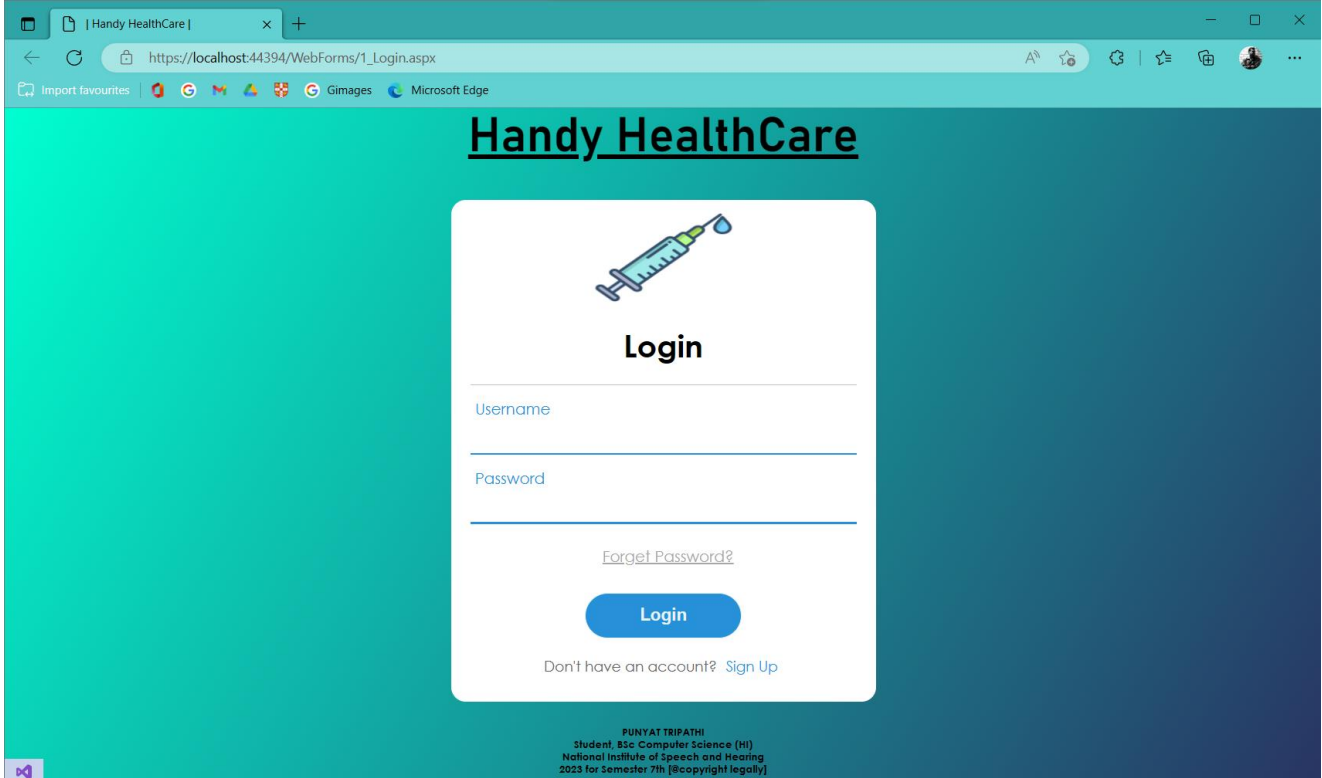 | Handy HealthCare |
https://localhost:44394/WebForms/1_Login.aspx
Import favourites
Gimages
Microsoft Edge
Handy HealthCare
Login
Username
Password
Forget Password?
Login
Don't have an account? Sign Up
PUNYAT TRIPATHI
Student, BSc Computer Science (HI)
National Institute of Speech and Hearing
2023 for Semester 7th [@copyright legally]